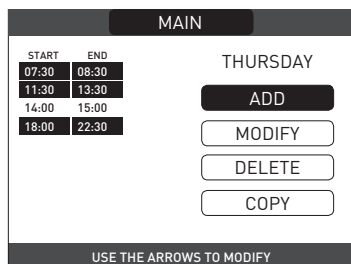 MAIN
START END
07:30 08:30
11:30 13:30
14:00 15:00
18:00 22:30
THURSDAY
ADD
MODIFY
DELETE
COPY
USE THE ARROWS TO MODIFY